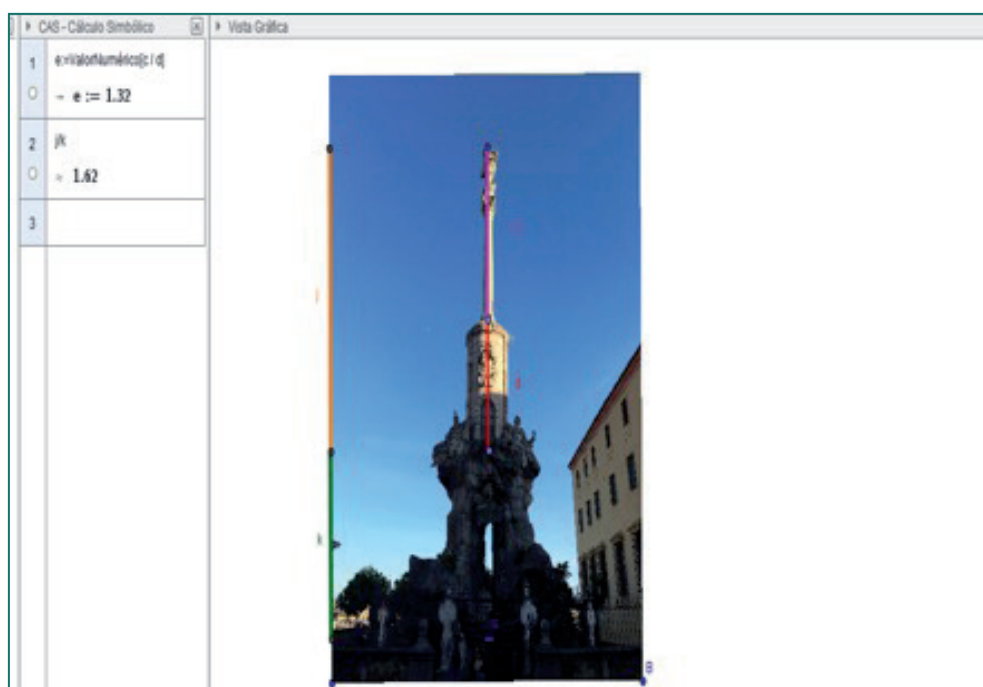 CAS - Cálculo Simbólico
Vista Gráfica
1
e:=ValorNumérico[c / d]
≈ e := 1.32
2
j/k
≈ 1.62
3
B